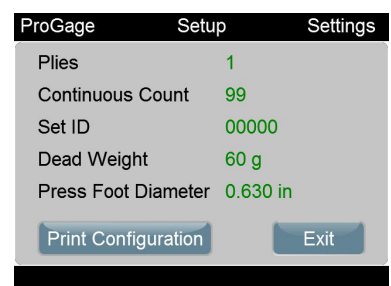 ProGage Setup Settings
Plies 1
Continuous Count 99
Set ID 00000
Dead Weight 60 g
Press Foot Diameter 0.630 in
Print Configuration Exit